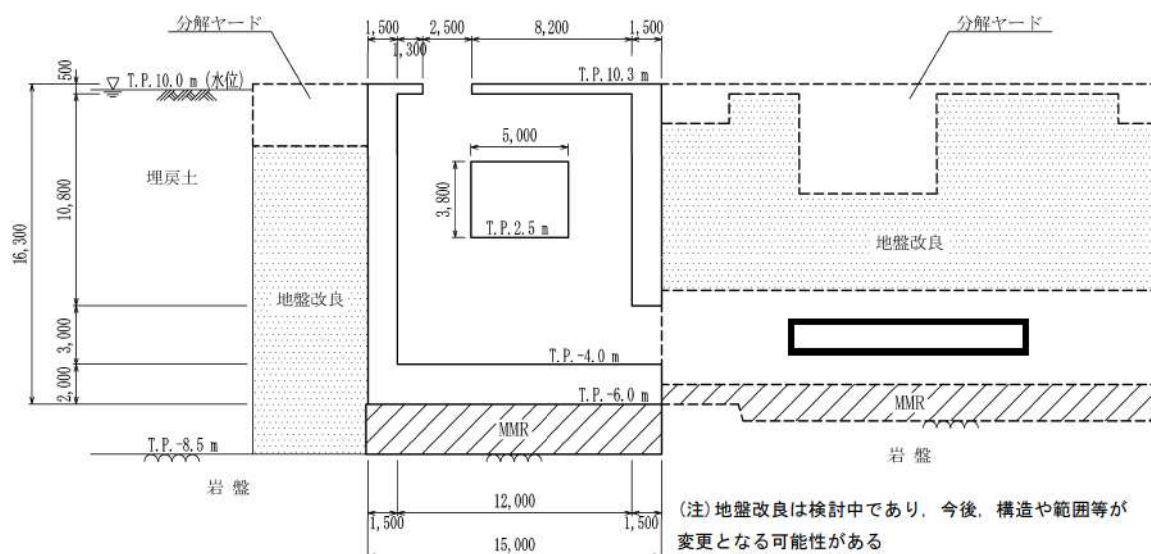 分解ヤード
分解ヤード
1,500
2,500
8,200
1,500
1,300
500
T.P.10.0 m (水位)
T.P.10.3 m
埋戻土
5,000
3,800
T.P.2.5 m
10,800
16,300
地盤改良
地盤改良
3,000
T.P.-4.0 m
2,000
T.P.-6.0 m
MMR
MMR
T.P.-8.5 m
岩 盤
岩 盤
12,000
1,500
1,500
15,000
(注)地盤改良は検討中であり，今後，構造や範囲等が
変更となる可能性がある